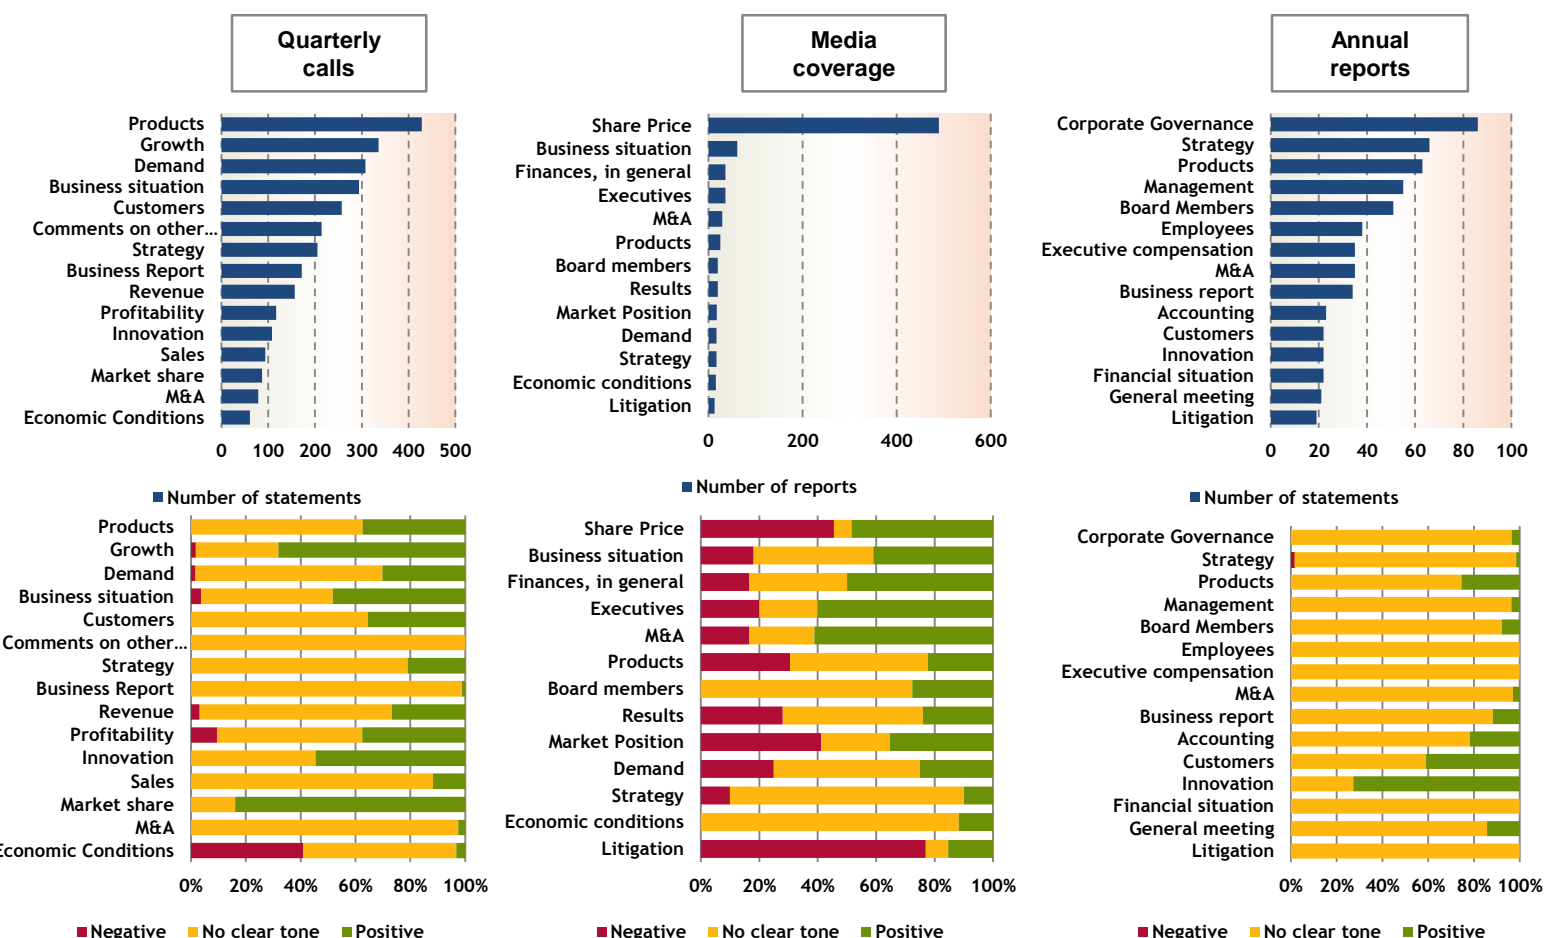 Quarterly
calls
Products
Growth
Demand
Business situation
Customers
Comments on other…
Strategy
Business Report
Revenue
Profitability
Innovation
Sales
Market share
M&A
Economic Conditions
0 100 200 300 400 500
Number of statements
Products
Growth
Demand
Business situation
Customers
Comments on other…
Strategy
Business Report
Revenue
Profitability
Innovation
Sales
Market share
M&A
Economic Conditions
0% 20% 40% 60% 80% 100%
Negative No clear tone Positive
Media
coverage
Share Price
Business situation
Finances, in general
Executives
M&A
Products
Board members
Results
Market Position
Demand
Strategy
Economic conditions
Litigation
0 200 400 600
Number of reports
Share Price
Business situation
Finances, in general
Executives
M&A
Products
Board members
Results
Market Position
Demand
Strategy
Economic conditions
Litigation
0% 20% 40% 60% 80% 100%
Negative No clear tone Positive
Annual
reports
Corporate Governance
Strategy
Products
Management
Board Members
Employees
Executive compensation
M&A
Business report
Accounting
Customers
Innovation
Financial situation
General meeting
Litigation
0 20 40 60 80 100
Number of statements
Corporate Governance
Strategy
Products
Management
Board Members
Employees
Executive compensation
M&A
Business report
Accounting
Customers
Innovation
Financial situation
General meeting
Litigation
0% 20% 40% 60% 80% 100%
Negative No clear tone Positive